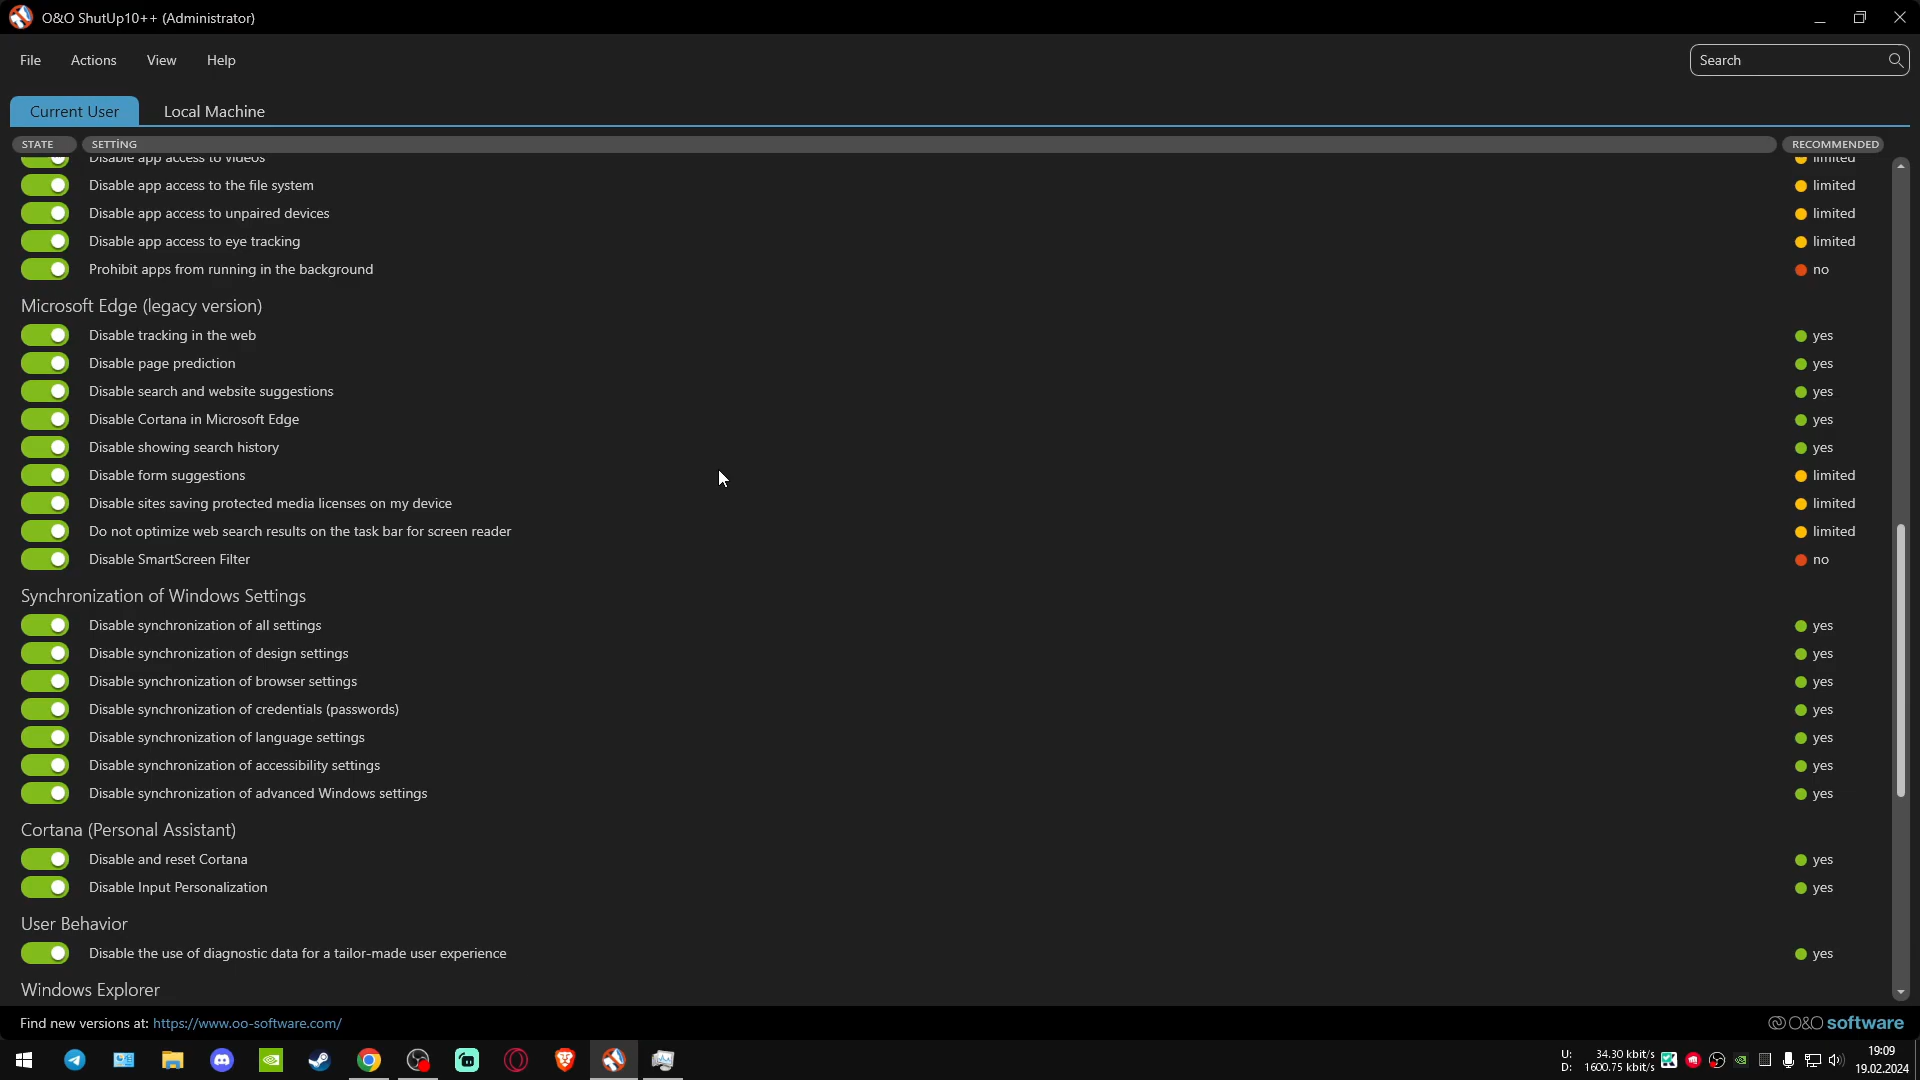 O&O ShutUp10++ (Administrator)
File Actions View Help
Search
Current User Local Machine
STATE SETTİNG RECOMMENDED
Disable app access to videos limited
Disable app access to the file system limited
Disable app access to unpaired devices limited
Disable app access to eye tracking limited
Prohibit apps from running in the background no
Microsoft Edge (legacy version)
Disable tracking in the web yes
Disable page prediction yes
Disable search and website suggestions yes
Disable Cortana in Microsoft Edge yes
Disable showing search history yes
Disable form suggestions limited
Disable sites saving protected media licenses on my device limited
Do not optimize web search results on the task bar for screen reader limited
Disable SmartScreen Filter no
Synchronization of Windows Settings
Disable synchronization of all settings yes
Disable synchronization of design settings yes
Disable synchronization of browser settings yes
Disable synchronization of credentials (passwords) yes
Disable synchronization of language settings yes
Disable synchronization of accessibility settings yes
Disable synchronization of advanced Windows settings yes
Cortana (Personal Assistant)
Disable and reset Cortana yes
Disable Input Personalization yes
User Behavior
Disable the use of diagnostic data for a tailor-made user experience yes
Windows Explorer
Find new versions at: https://www.oo-software.com/ O&O software
U: 34.30 kbit/s
D: 1600.75 kbit/s
19:09
19.02.2024